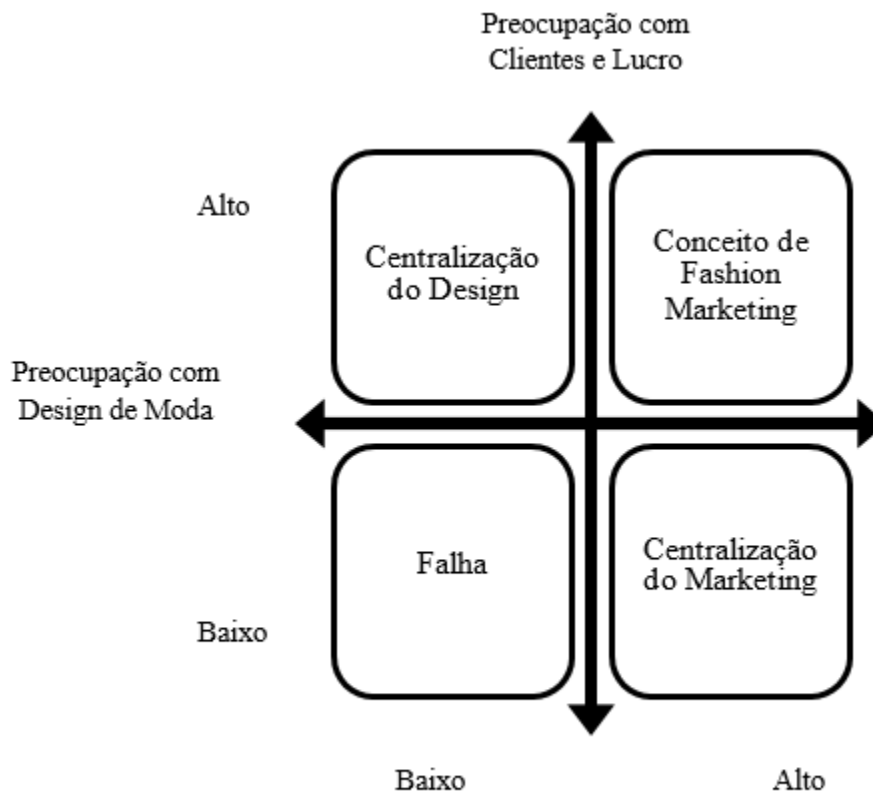 Preocupação com
Clientes e Lucro
Alto
Centralização
do Design
Conceito de
Fashion
Marketing
Preocupação com
Design de Moda
Falha
Centralização
do Marketing
Baixo
Baixo
Alto